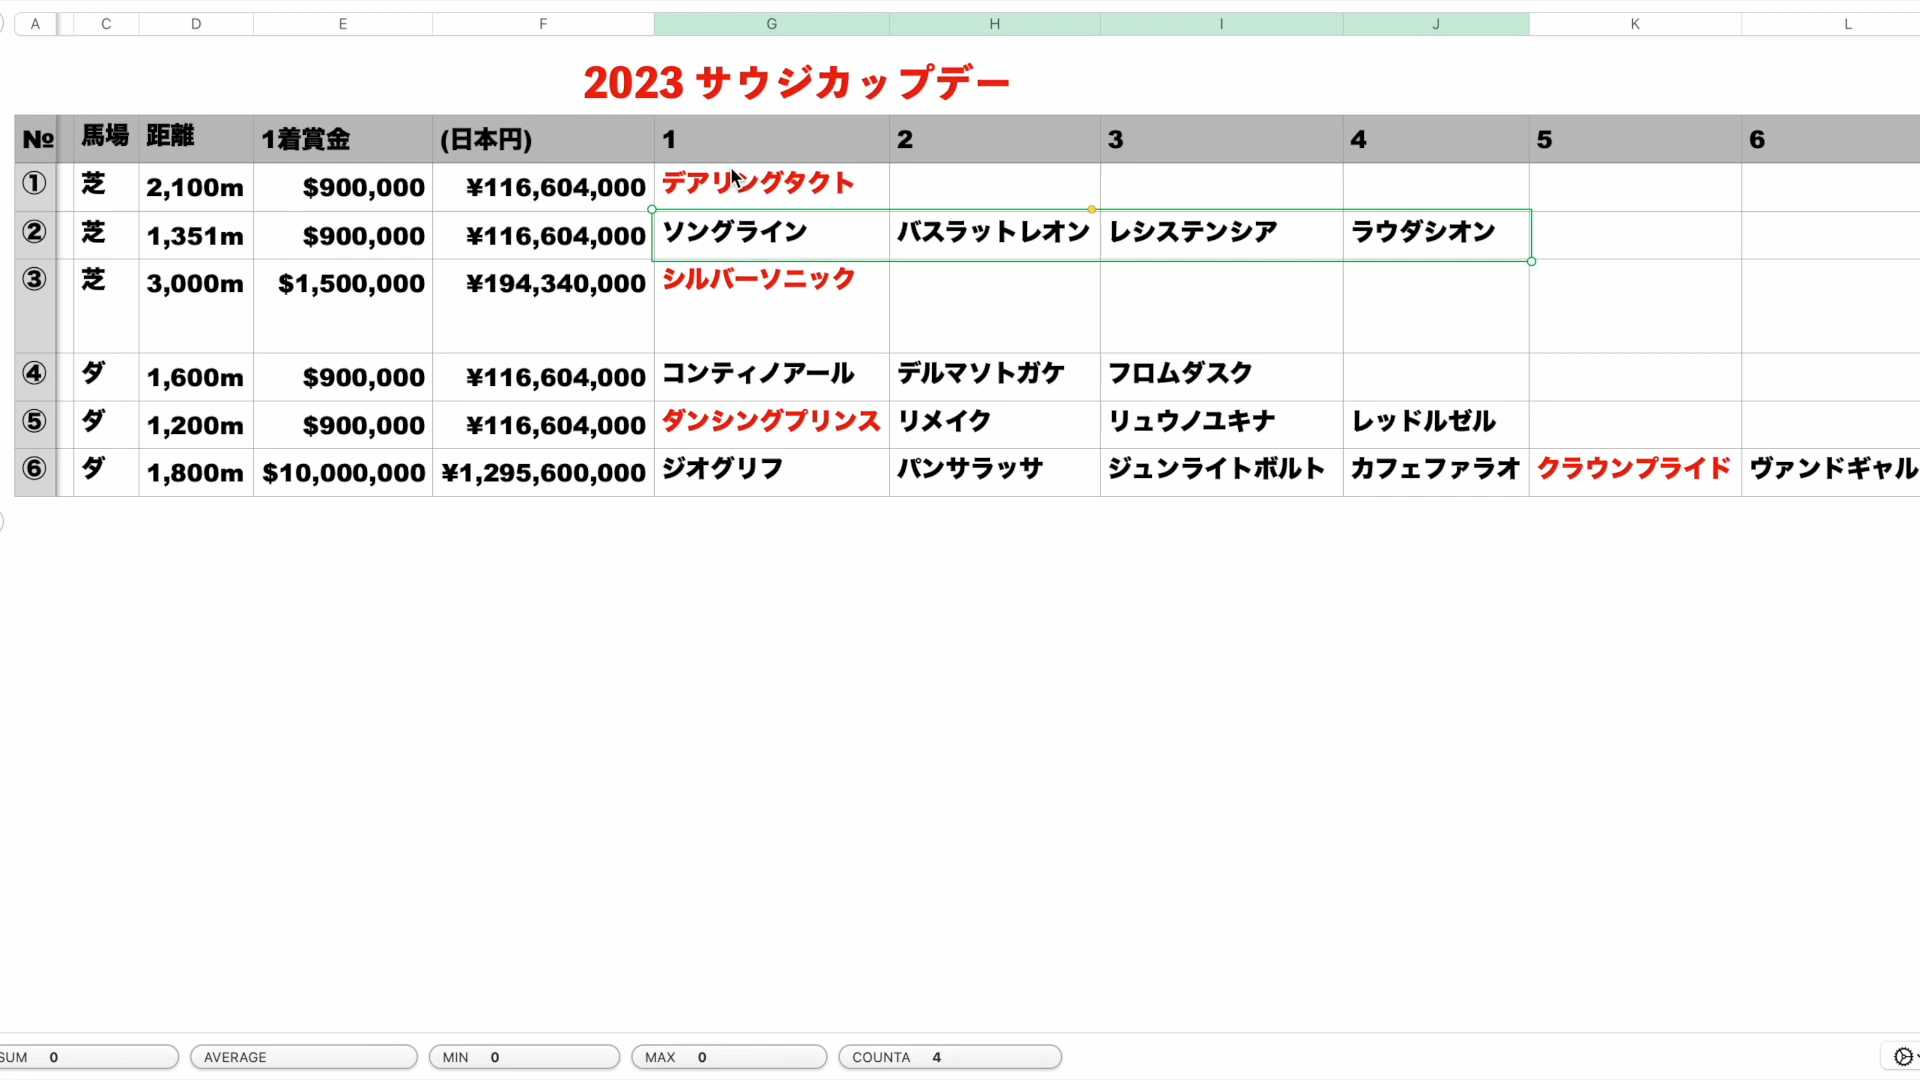 A C D E F G H I J K L
2023 サウジカップデー
№ 馬場 距離 1着賞金 (日本円) 1 2 3 4 5 6
① 芝 2,100m $900,000 ¥116,604,000 デアリングタクト
② 芝 1,351m $900,000 ¥116,604,000 ソングライン バスラットレオン レシステンシア ラウダシオン
③ 芝 3,000m $1,500,000 ¥194,340,000 シルバーソニック
④ ダ 1,600m $900,000 ¥116,604,000 コンティノアール デルマソトガケ フロムダスク
⑤ ダ 1,200m $900,000 ¥116,604,000 ダンシングプリンス リメイク リュウノユキナ レッドルゼル
⑥ ダ 1,800m $10,000,000 ¥1,295,600,000 ジオグリフ パンサラッサ ジュンライトボルト カフェファラオ クラウンプライド ヴァンドギャル
SUM 0 AVERAGE MIN 0 MAX 0 COUNTA 4